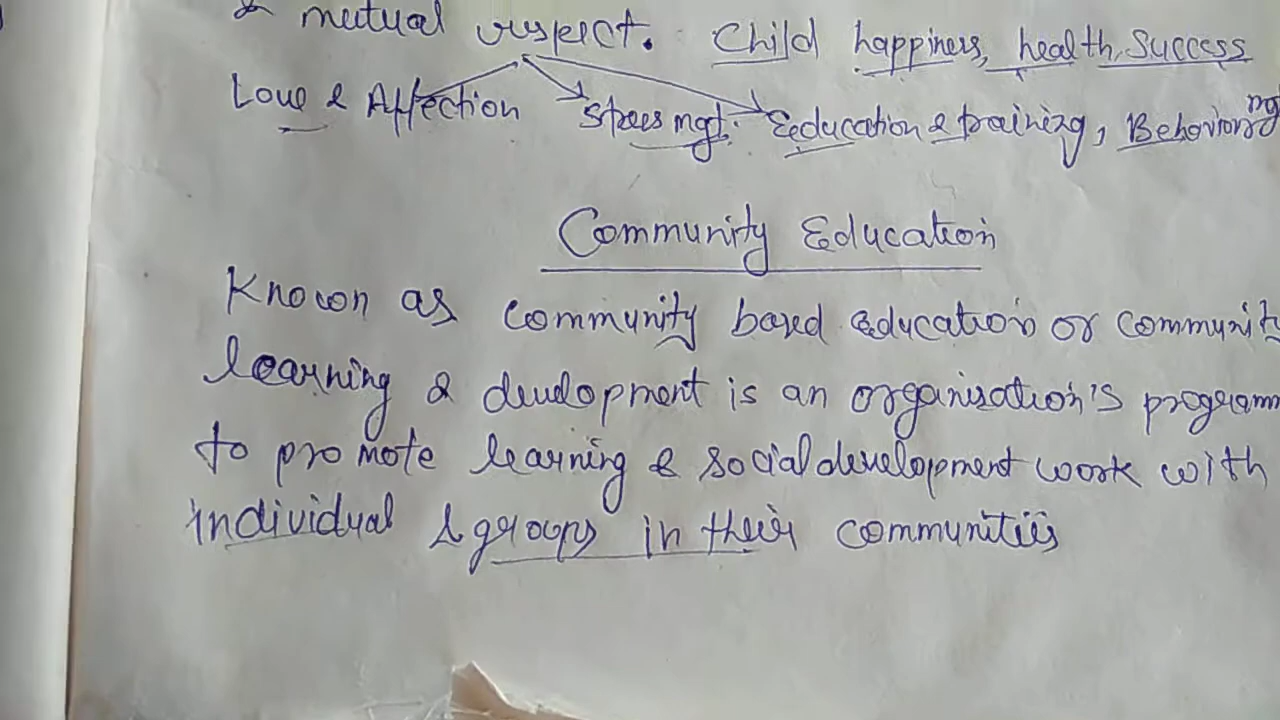 & mutual respect. Child happiness, health, Success
Love & Affection Stress mgt. Education & training, Behaviour mgt
Community Education
Known as community based education or community
learning & development is an organisation's programm
to promote learning & social development work with
individual & groups in their communities